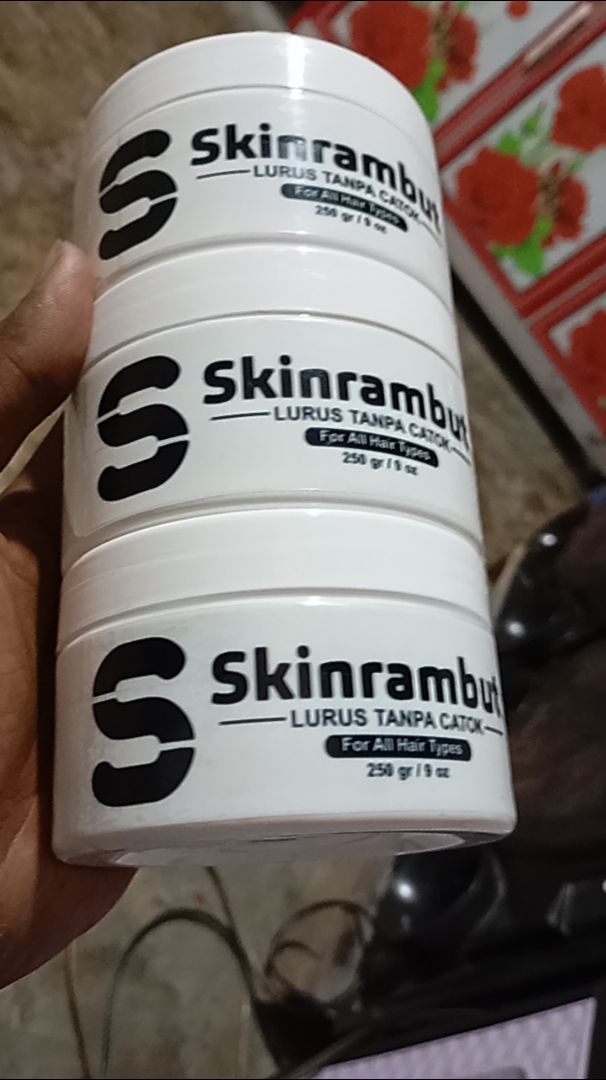 Skinrambut
LURUS TANPA CATOK
For All Hair Types
250 gr / 9 oz
Skinrambut
LURUS TANPA CATOK
For All Hair Types
250 gr / 9 oz
Skinrambut
LURUS TANPA CATOK
For All Hair Types
250 gr / 9 oz